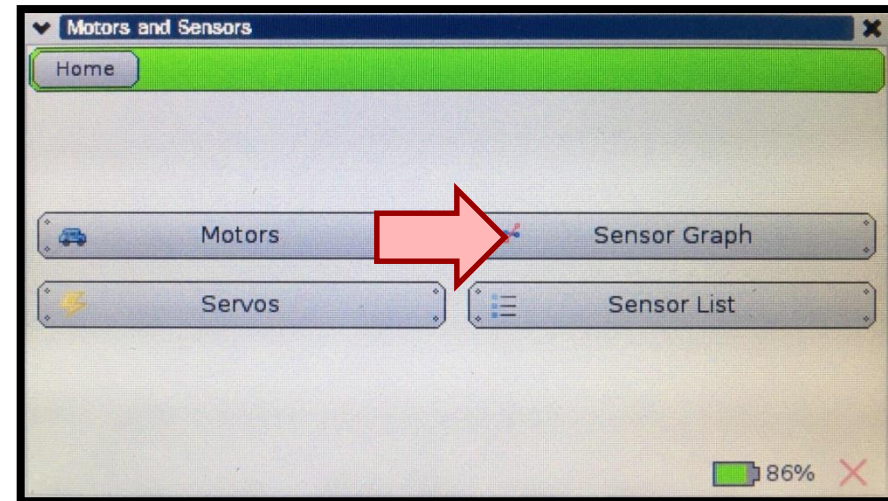 Motors and Sensors
Home
Motors
Sensor Graph
Servos
Sensor List
86%